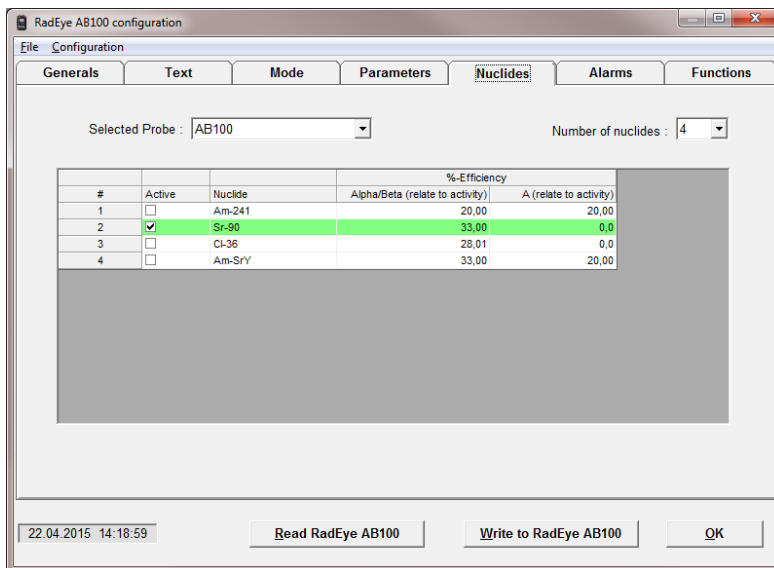 RadEye AB100 configuration
File Configuration
Generals Text Mode Parameters Nuclides Alarms Functions
Selected Probe : AB100 Number of nuclides : 4
%-Efficiency
# Active Nuclide Alpha/Beta (relate to activity) A (relate to activity)
1 Am-241 20,00 20,00
2 Sr-90 33,00 0,0
3 Cl-36 28,01 0,0
4 Am-SrY 33,00 20,00
22.04.2015 14:18:59 Read RadEye AB100 Write to RadEye AB100 OK